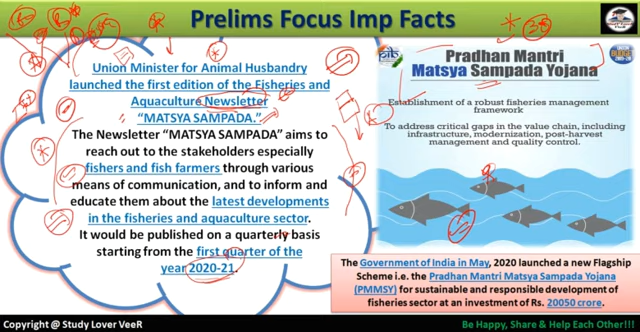 Prelims Focus Imp Facts
Union Minister for Animal Husbandry
launched the first edition of the Fisheries and
Aquaculture Newsletter
“MATSYA SAMPADA.”
The Newsletter “MATSYA SAMPADA” aims to
reach out to the stakeholders especially
fishers and fish farmers through various
means of communication, and to inform and
educate them about the latest developments
in the fisheries and aquaculture sector.
It would be published on a quarterly basis
starting from the first quarter of the
year 2020-21.
Pradhan Mantri
Matsya Sampada Yojana
Establishment of a robust fisheries management
framework
To address critical gaps in the value chain, including
infrastructure, modernization, post-harvest
management and quality control.
The Government of India in May, 2020 launched a new Flagship
Scheme i.e. the Pradhan Mantri Matsya Sampada Yojana
(PMMSY) for sustainable and responsible development of
fisheries sector at an investment of Rs. 20050 crore.
Copyright @ Study Lover VeeR
Be Happy, Share & Help Each Other!!!